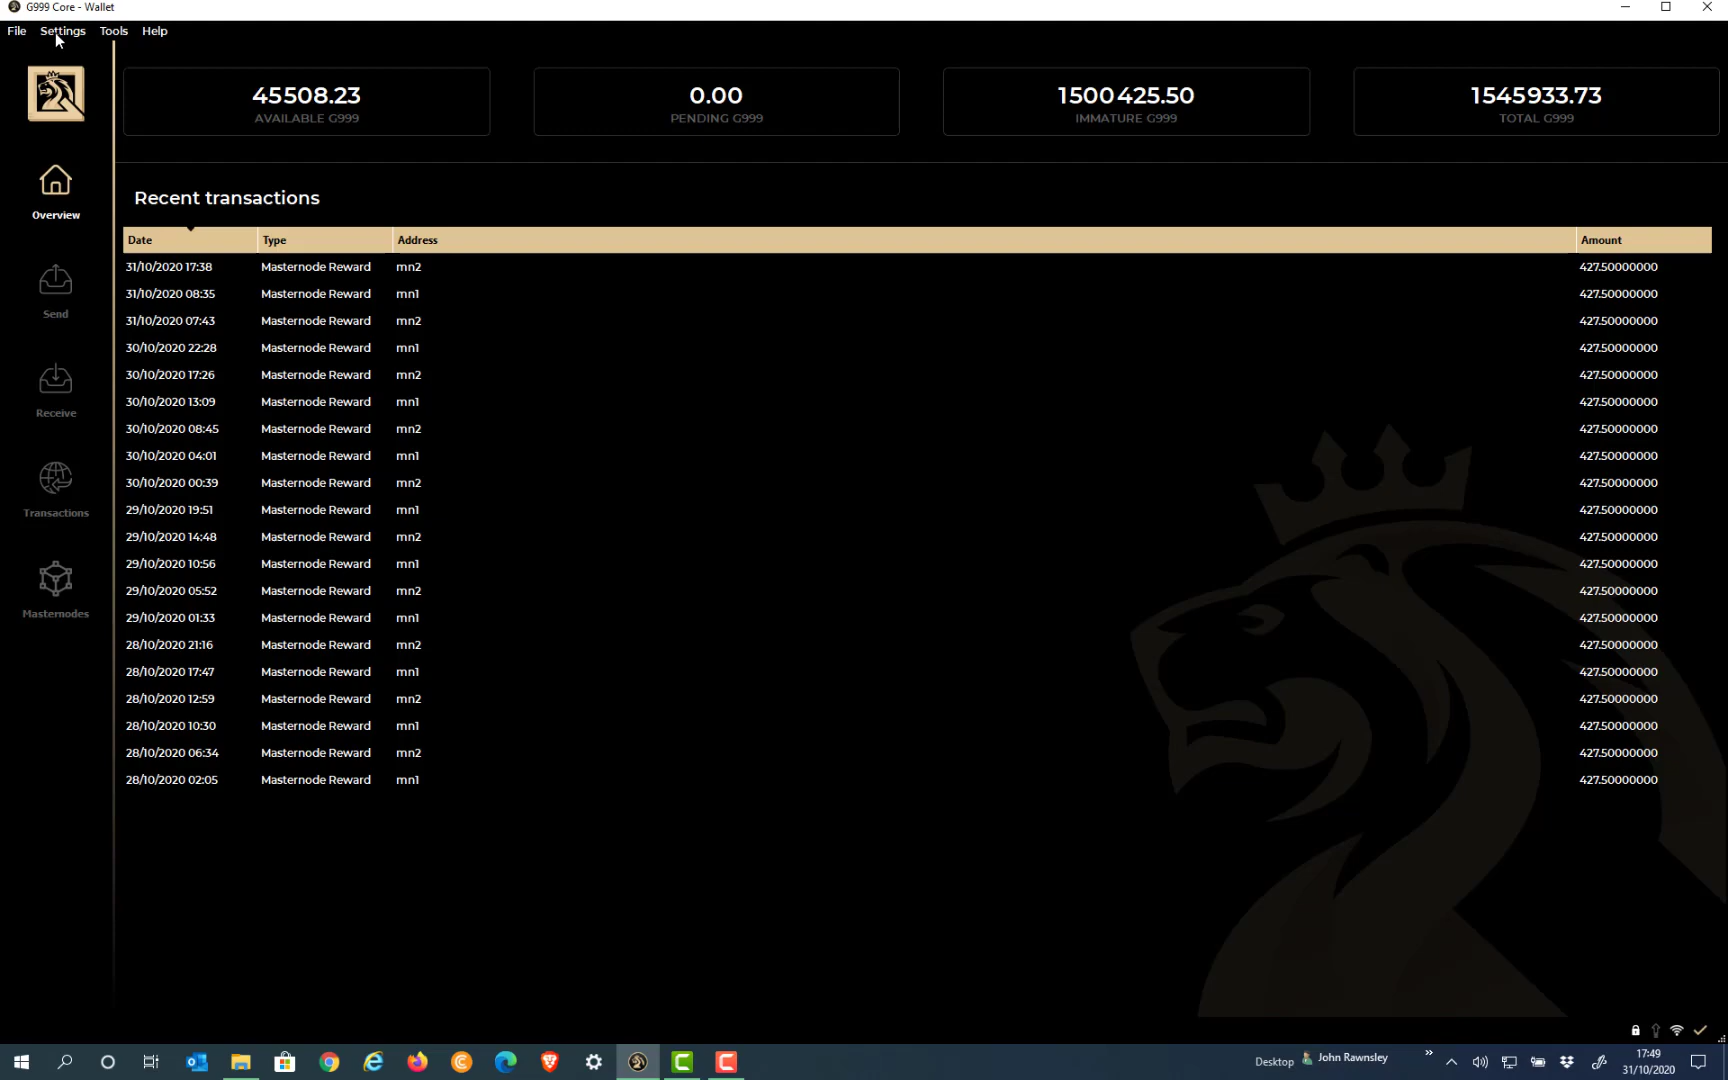 G999 Core - Wallet
File Settings Tools Help
45508.23
AVAILABLE G999
0.00
PENDING G999
1500425.50
IMMATURE G999
1545933.73
TOTAL G999
Overview
Send
Receive
Transactions
Masternodes
Recent transactions
Date Type Address Amount
31/10/2020 17:38 Masternode Reward mn2 427.50000000
31/10/2020 08:35 Masternode Reward mn1 427.50000000
31/10/2020 07:43 Masternode Reward mn2 427.50000000
30/10/2020 22:28 Masternode Reward mn1 427.50000000
30/10/2020 17:26 Masternode Reward mn2 427.50000000
30/10/2020 13:09 Masternode Reward mn1 427.50000000
30/10/2020 08:45 Masternode Reward mn2 427.50000000
30/10/2020 04:01 Masternode Reward mn1 427.50000000
30/10/2020 00:39 Masternode Reward mn2 427.50000000
29/10/2020 19:51 Masternode Reward mn1 427.50000000
29/10/2020 14:48 Masternode Reward mn2 427.50000000
29/10/2020 10:56 Masternode Reward mn1 427.50000000
29/10/2020 05:52 Masternode Reward mn2 427.50000000
29/10/2020 01:33 Masternode Reward mn1 427.50000000
28/10/2020 21:16 Masternode Reward mn2 427.50000000
28/10/2020 17:47 Masternode Reward mn1 427.50000000
28/10/2020 12:59 Masternode Reward mn2 427.50000000
28/10/2020 10:30 Masternode Reward mn1 427.50000000
28/10/2020 06:34 Masternode Reward mn2 427.50000000
28/10/2020 02:05 Masternode Reward mn1 427.50000000
Desktop John Rawnsley
17:49
31/10/2020